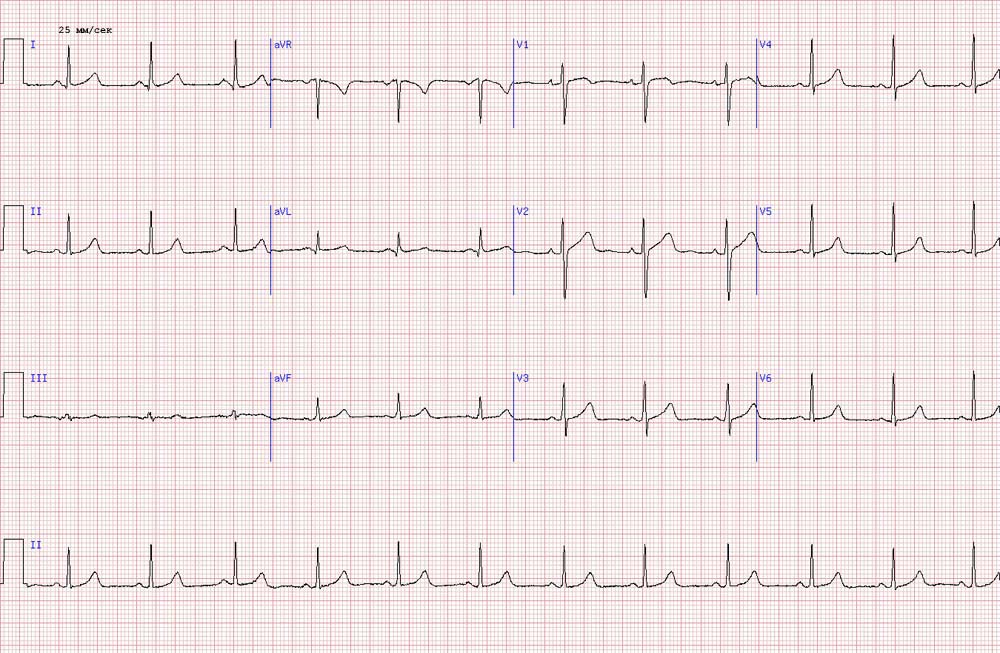 25 мм/сек
I aVR V1 V4
II aVL V2 V5
III aVF V3 V6
II